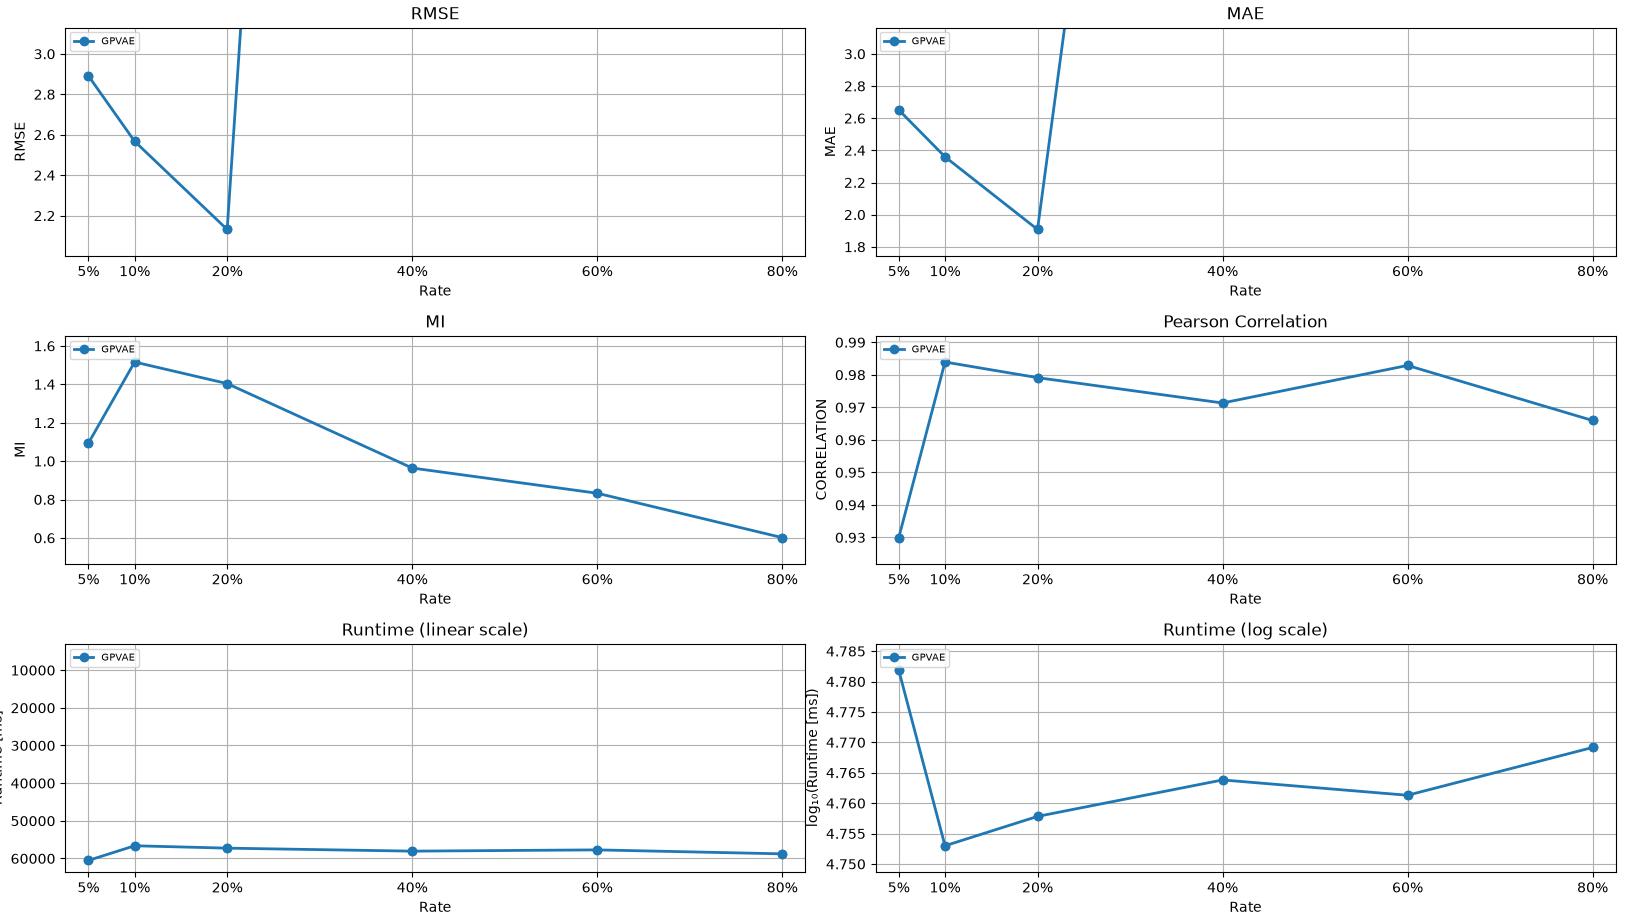 RMSE
GPVAE
3.0
2.8
2.6
2.4
2.2
RMSE
5% 10% 20% 40% 60% 80%
Rate
MAE
GPVAE
3.0
2.8
2.6
2.4
2.2
2.0
1.8
MAE
5% 10% 20% 40% 60% 80%
Rate
MI
GPVAE
1.6
1.4
1.2
1.0
0.8
0.6
MI
5% 10% 20% 40% 60% 80%
Rate
Pearson Correlation
GPVAE
0.99
0.98
0.97
0.96
0.95
0.94
0.93
CORRELATION
5% 10% 20% 40% 60% 80%
Rate
Runtime (linear scale)
GPVAE
10000
20000
30000
40000
50000
60000
5% 10% 20% 40% 60% 80%
Rate
Runtime (log scale)
GPVAE
4.785
4.780
4.775
4.770
4.765
4.760
4.755
4.750
log₁₀(Runtime [ms])
5% 10% 20% 40% 60% 80%
Rate